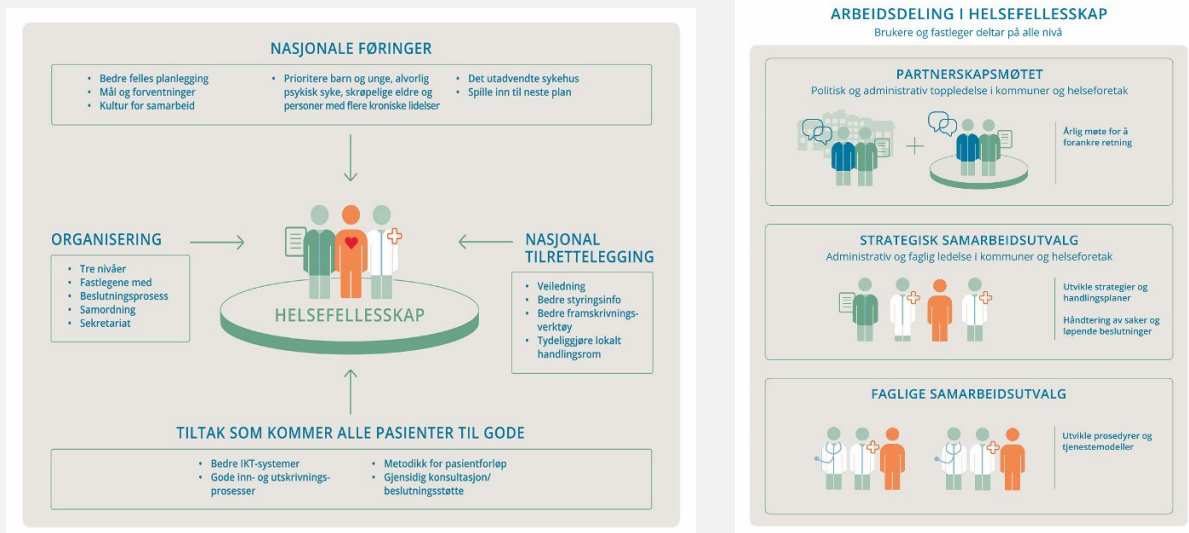 NASJONALE FØRINGER
• Bedre felles planlegging
• Mål og forventninger
• Kultur for samarbeid
• Prioritere barn og unge, alvorlig
psykisk syke, skrøpelige eldre og
personer med flere kroniske lidelser
• Det utadvendte sykehus
• Spille inn til neste plan
ORGANISERING
• Tre nivåer
• Fastlegene med
• Beslutningsprosess
• Samordning
• Sekretariat
HELSEFELLESSKAP
NASJONAL
TILRETTELEGGING
• Veiledning
• Bedre styringsinfo
• Bedre framskrivnings-
verktøy
• Tydeliggjøre lokalt
handlingsrom
TILTAK SOM KOMMER ALLE PASIENTER TIL GODE
• Bedre IKT-systemer
• Gode inn- og utskrivnings-
prosesser
• Metodikk for pasientforløp
• Gjensidig konsultasjon/
beslutningsstøtte
ARBEIDSDELING I HELSEFELLESSKAP
Brukere og fastleger deltar på alle nivå
PARTNERSKAPSMØTET
Politisk og administrativ toppledelse i kommuner og helseforetak
Årlig møte for å
forankre retning
STRATEGISK SAMARBEIDSUTVALG
Administrativ og faglig ledelse i kommuner og helseforetak
Utvikle strategier og
handlingsplaner
Håndtering av saker og
løpende beslutninger
FAGLIGE SAMARBEIDSUTVALG
Utvikle prosedyrer og
tjenestemodeller